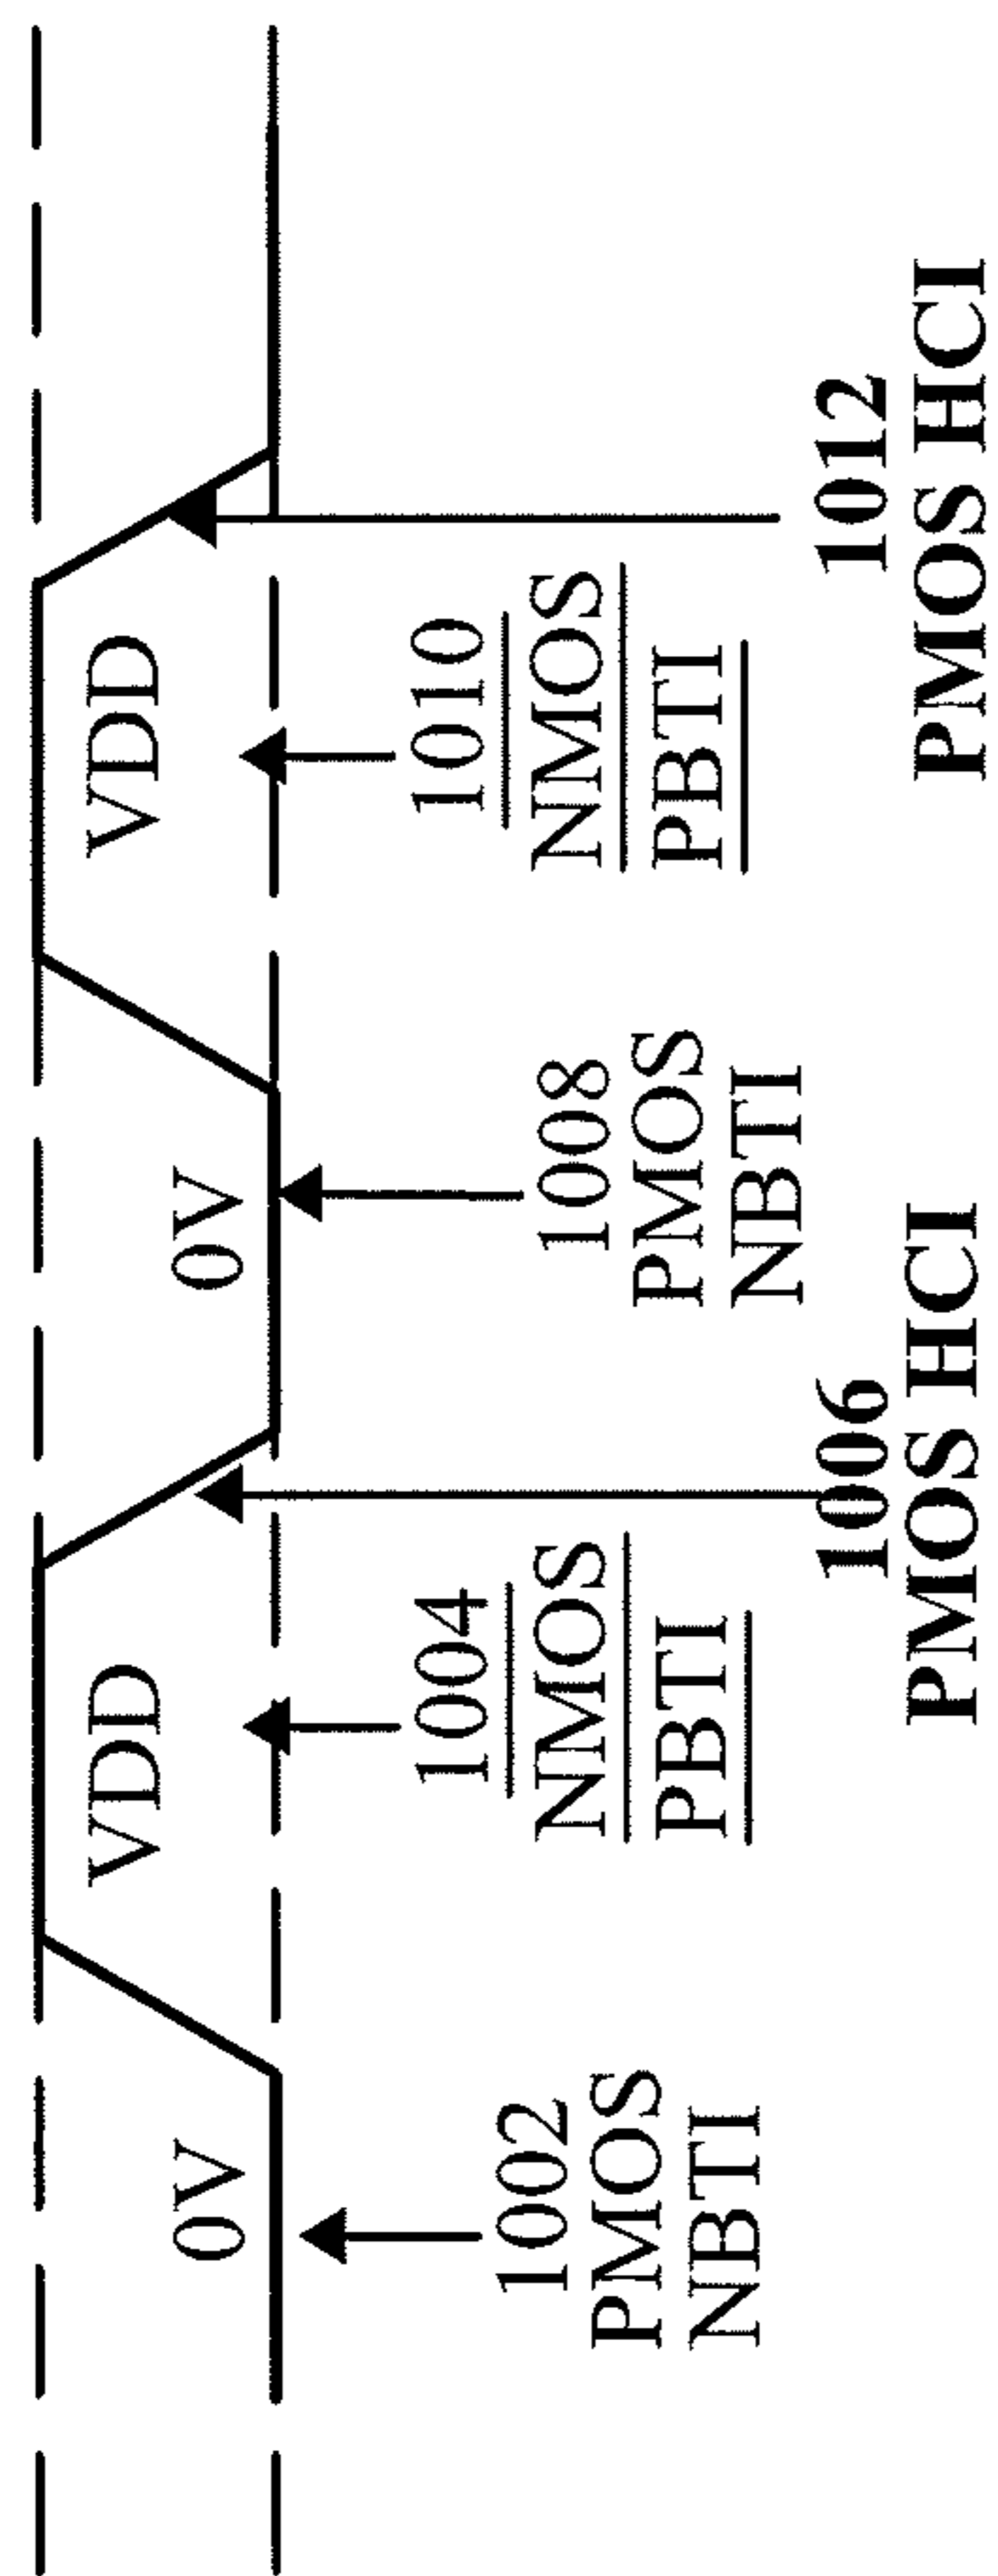 0V
VDD
0V
VDD
1002
PMOS
NBTI
1004
NMOS
PBTI
1006
PMOS HCI
1008
PMOS
NBTI
1010
NMOS
PBTI
1012
PMOS HCI